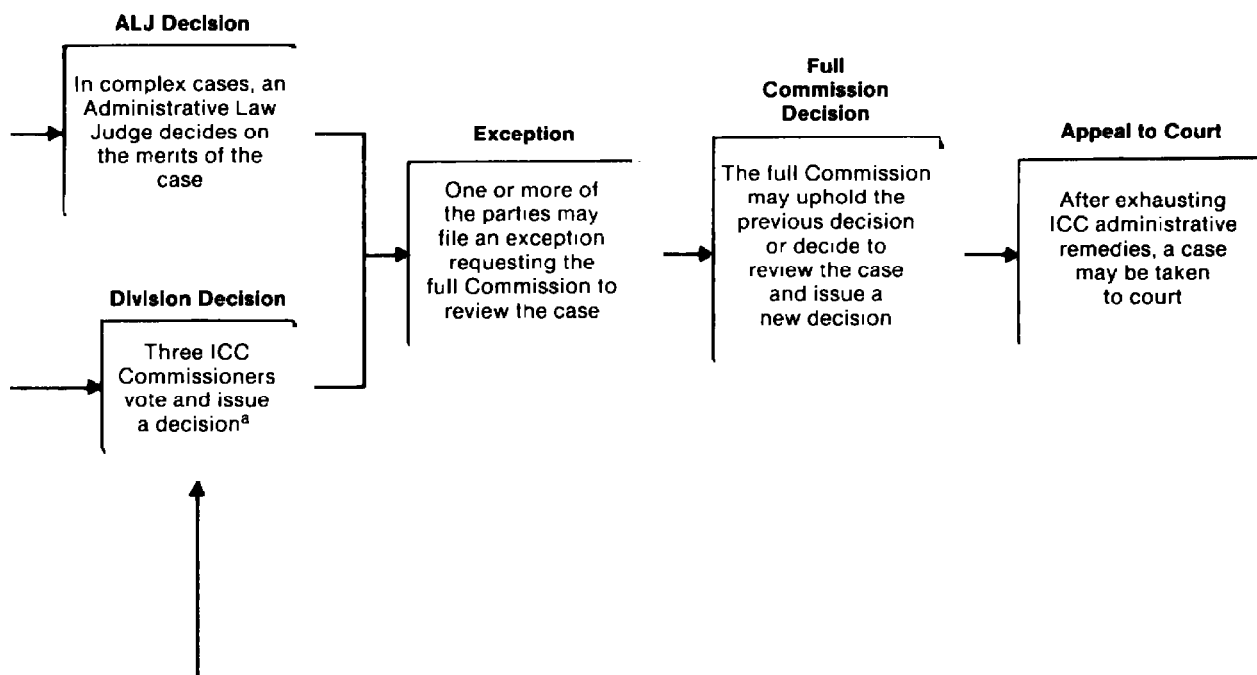 ALJ Decision
In complex cases, an
Administrative Law
Judge decides on
the merits of the
case
Division Decision
Three ICC
Commissioners
vote and issue
a decisionª
Exception
One or more of
the parties may
file an exception
requesting the
full Commission to
review the case
Full
Commission
Decision
The full Commission
may uphold the
previous decision
or decide to
review the case
and issue a
new decision
Appeal to Court
After exhausting
ICC administrative
remedies, a case
may be taken
to court